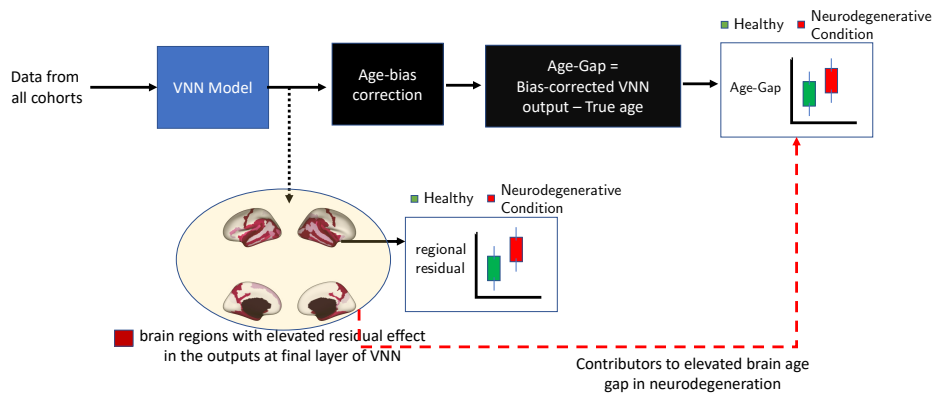 Healthy
Neurodegenerative
Condition
Data from
all cohorts
VNN Model
Age-bias
correction
Age-Gap =
Bias-corrected VNN
output – True age
Age-Gap
Healthy
Neurodegenerative
Condition
regional
residual
brain regions with elevated residual effect
in the outputs at final layer of VNN
Contributors to elevated brain age
gap in neurodegeneration